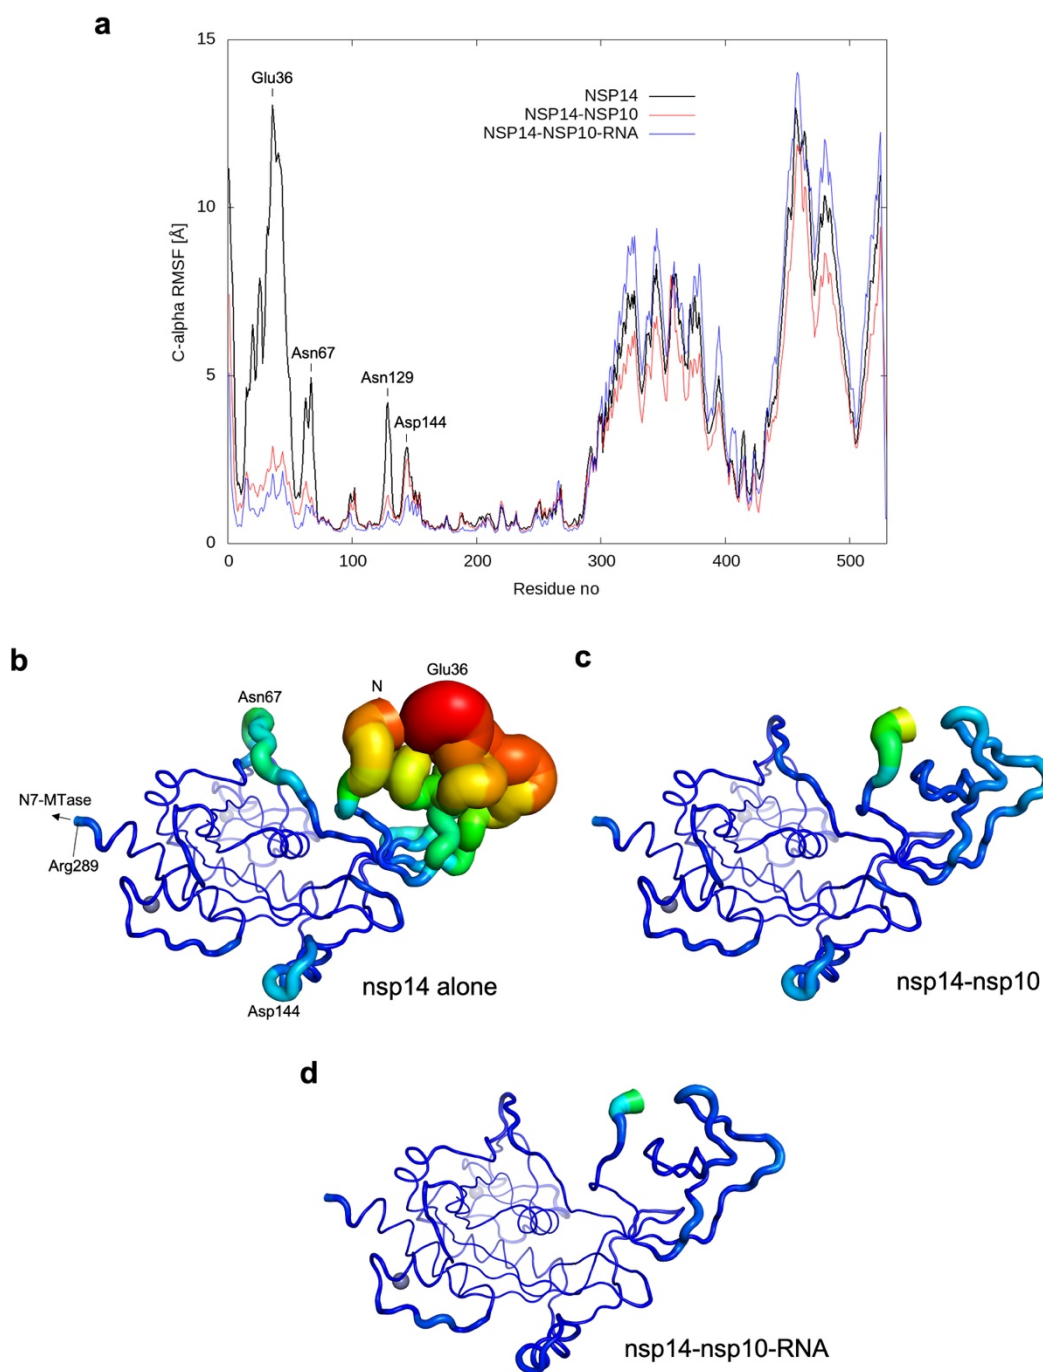 a
15
10
5
0
C-alpha RMSF [Å]
Glu36
Asn67
Asn129
Asp144
NSP14
NSP14-NSP10
NSP14-NSP10-RNA
0 100 200 300 400 500
Residue no
b
Asn67
N
Glu36
N7-MTase
Arg289
Asp144
nsp14 alone
c
nsp14-nsp10
d
nsp14-nsp10-RNA